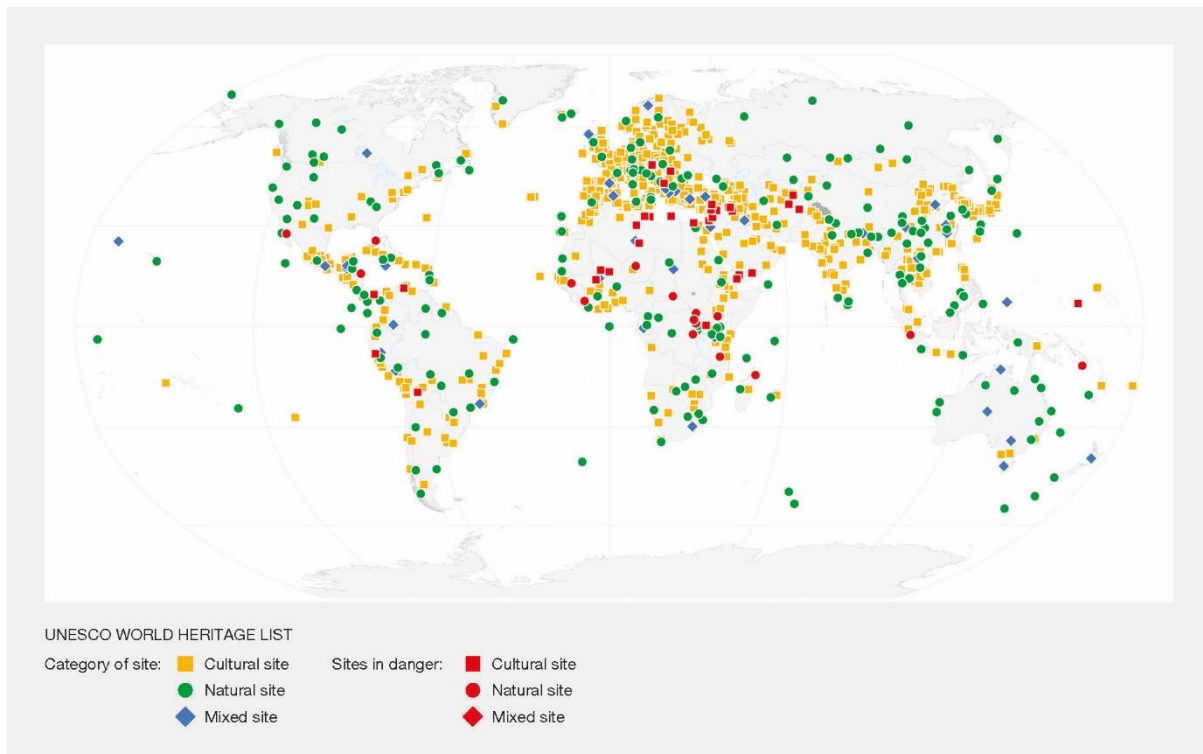 UNESCO WORLD HERITAGE LIST
Category of site: Cultural site Sites in danger: Cultural site
Natural site Natural site
Mixed site Mixed site